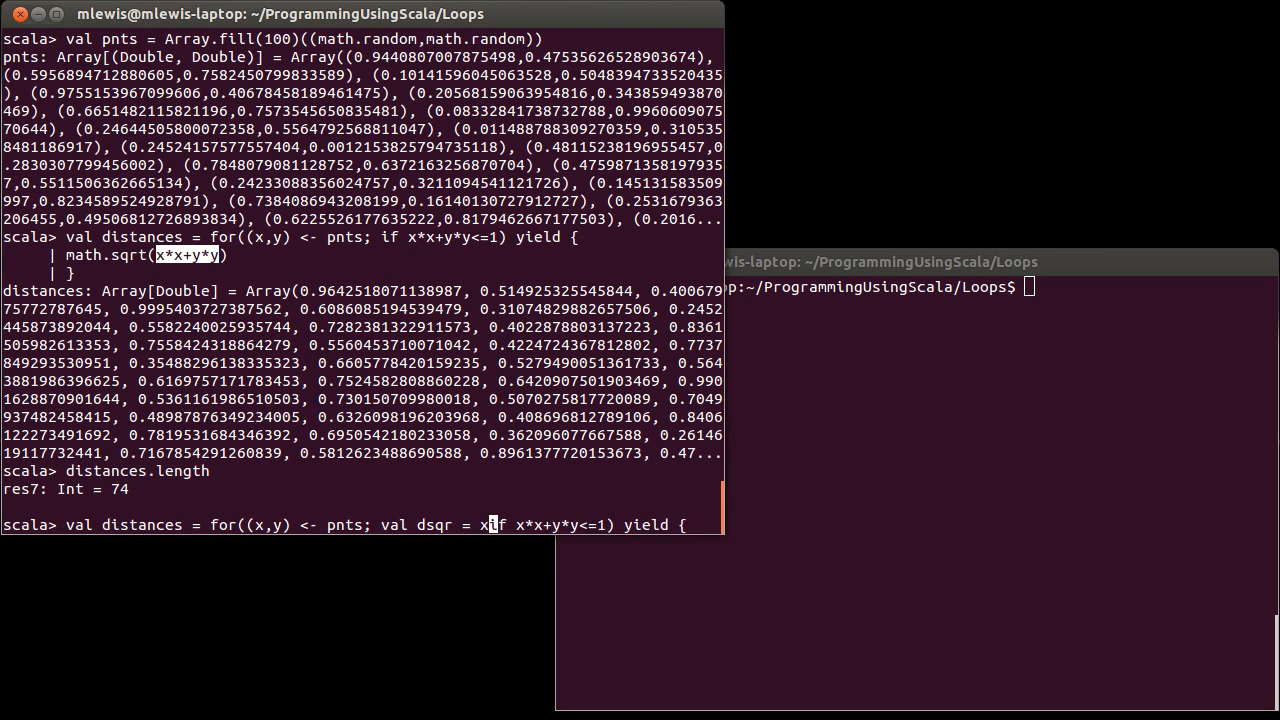 mlewis@mlewis-laptop: ~/ProgrammingUsingScala/Loops
scala> val pnts = Array.fill(100)((math.random,math.random))
pnts: Array[(Double, Double)] = Array((0.9440807007875498,0.47535626528903674),
(0.5956894712880605,0.7582450799833589), (0.10141596045063528,0.5048394733520435
), (0.9755153967099606,0.40678458189461475), (0.20568159063954816,0.343859493870
469), (0.6651482115821196,0.7573545650835481), (0.08332841738732788,0.9960609075
70644), (0.24644505800072358,0.5564792568811047), (0.011488788309270359,0.310535
8481186917), (0.24524157577557404,0.0012153825794735118), (0.48115238196955457,0
.2830307799456002), (0.7848079081128752,0.6372163256870704), (0.4759871358197935
7,0.5511506362665134), (0.24233088356024757,0.3211094541121726), (0.145131583509
997,0.8234589524928791), (0.7384086943208199,0.16140130727912727), (0.2531679363
206455,0.49506812726893834), (0.6225526177635222,0.8179462667177503), (0.2016...
scala> val distances = for((x,y) <- pnts; if x*x+y*y<=1) yield {
| math.sqrt(x*x+y*y)
| }
distances: Array[Double] = Array(0.9642518071138987, 0.514925325545844, 0.400679
75772787645, 0.9995403727387562, 0.6086085194539479, 0.31074829882657506, 0.2452
445873892044, 0.5582240025935744, 0.7282381322911573, 0.4022878803137223, 0.8361
505982613353, 0.7558424318864279, 0.5560453710071042, 0.4224724367812802, 0.7737
849293530951, 0.35488296138335323, 0.6605778420159235, 0.5279490051361733, 0.564
3881986396625, 0.6169757171783453, 0.7524582808860228, 0.6420907501903469, 0.990
1628870901644, 0.5361161986510503, 0.730150709980018, 0.5070275817720089, 0.7049
937482458415, 0.48987876349234005, 0.6326098196203968, 0.408696812789106, 0.8406
122273491692, 0.7819531684346392, 0.6950542180233058, 0.362096077667588, 0.26146
19117732441, 0.7167854291260839, 0.5812623488690588, 0.8961377720153673, 0.47...
scala> distances.length
res7: Int = 74
scala> val distances = for((x,y) <- pnts; val dsqr = xif x*x+y*y<=1) yield {
wis-laptop: ~/ProgrammingUsingScala/Loops
op:~/ProgrammingUsingScala/Loops$